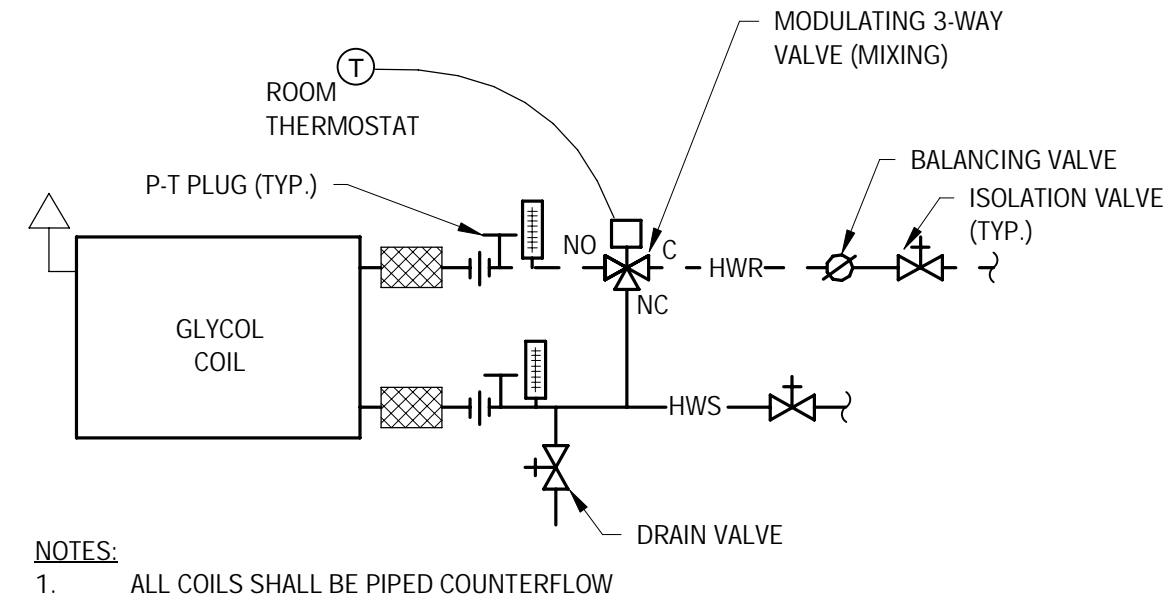 MODULATING 3-WAY
VALVE (MIXING)
T
ROOM
THERMOSTAT
P-T PLUG (TYP.)
BALANCING VALVE
ISOLATION VALVE
(TYP.)
NO
C
HWR
NC
GLYCOL
COIL
HWS
DRAIN VALVE
NOTES:
1. ALL COILS SHALL BE PIPED COUNTERFLOW